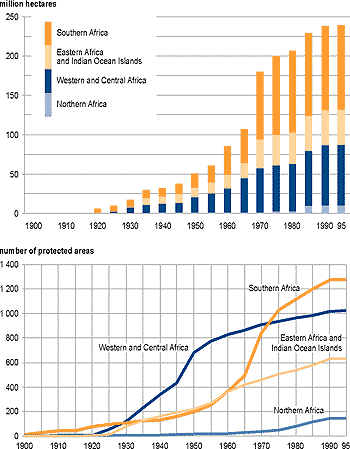 million hectares
250
Southern Africa
Eastern Africa
and Indian Ocean Islands
200
Western and Central Africa
150
Northern Africa
100
50
0
1900 1910 1920 1930 1940 1950 1960 1970 1980 1990 95
number of protected areas
1 400
Southern Africa
1 200
1 000
Western and Central Africa
Eastern Africa and
Indian Ocean Islands
800
600
400
Northern Africa
200
0
1900 1910 1920 1930 1940 1950 1960 1970 1980 1990 95